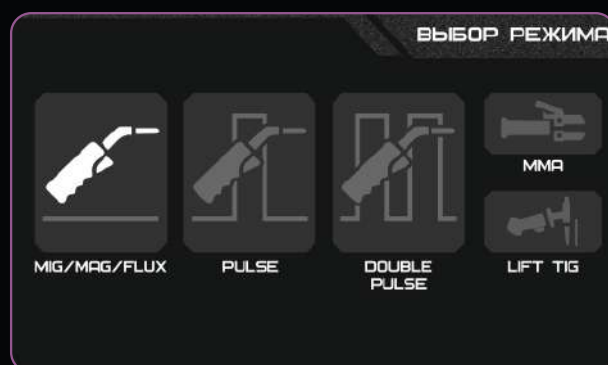 ВЫБОР РЕЖИМА
MIG/MAG/FLUX
PULSE
DOUBLE
PULSE
MMA
LIFT TIG